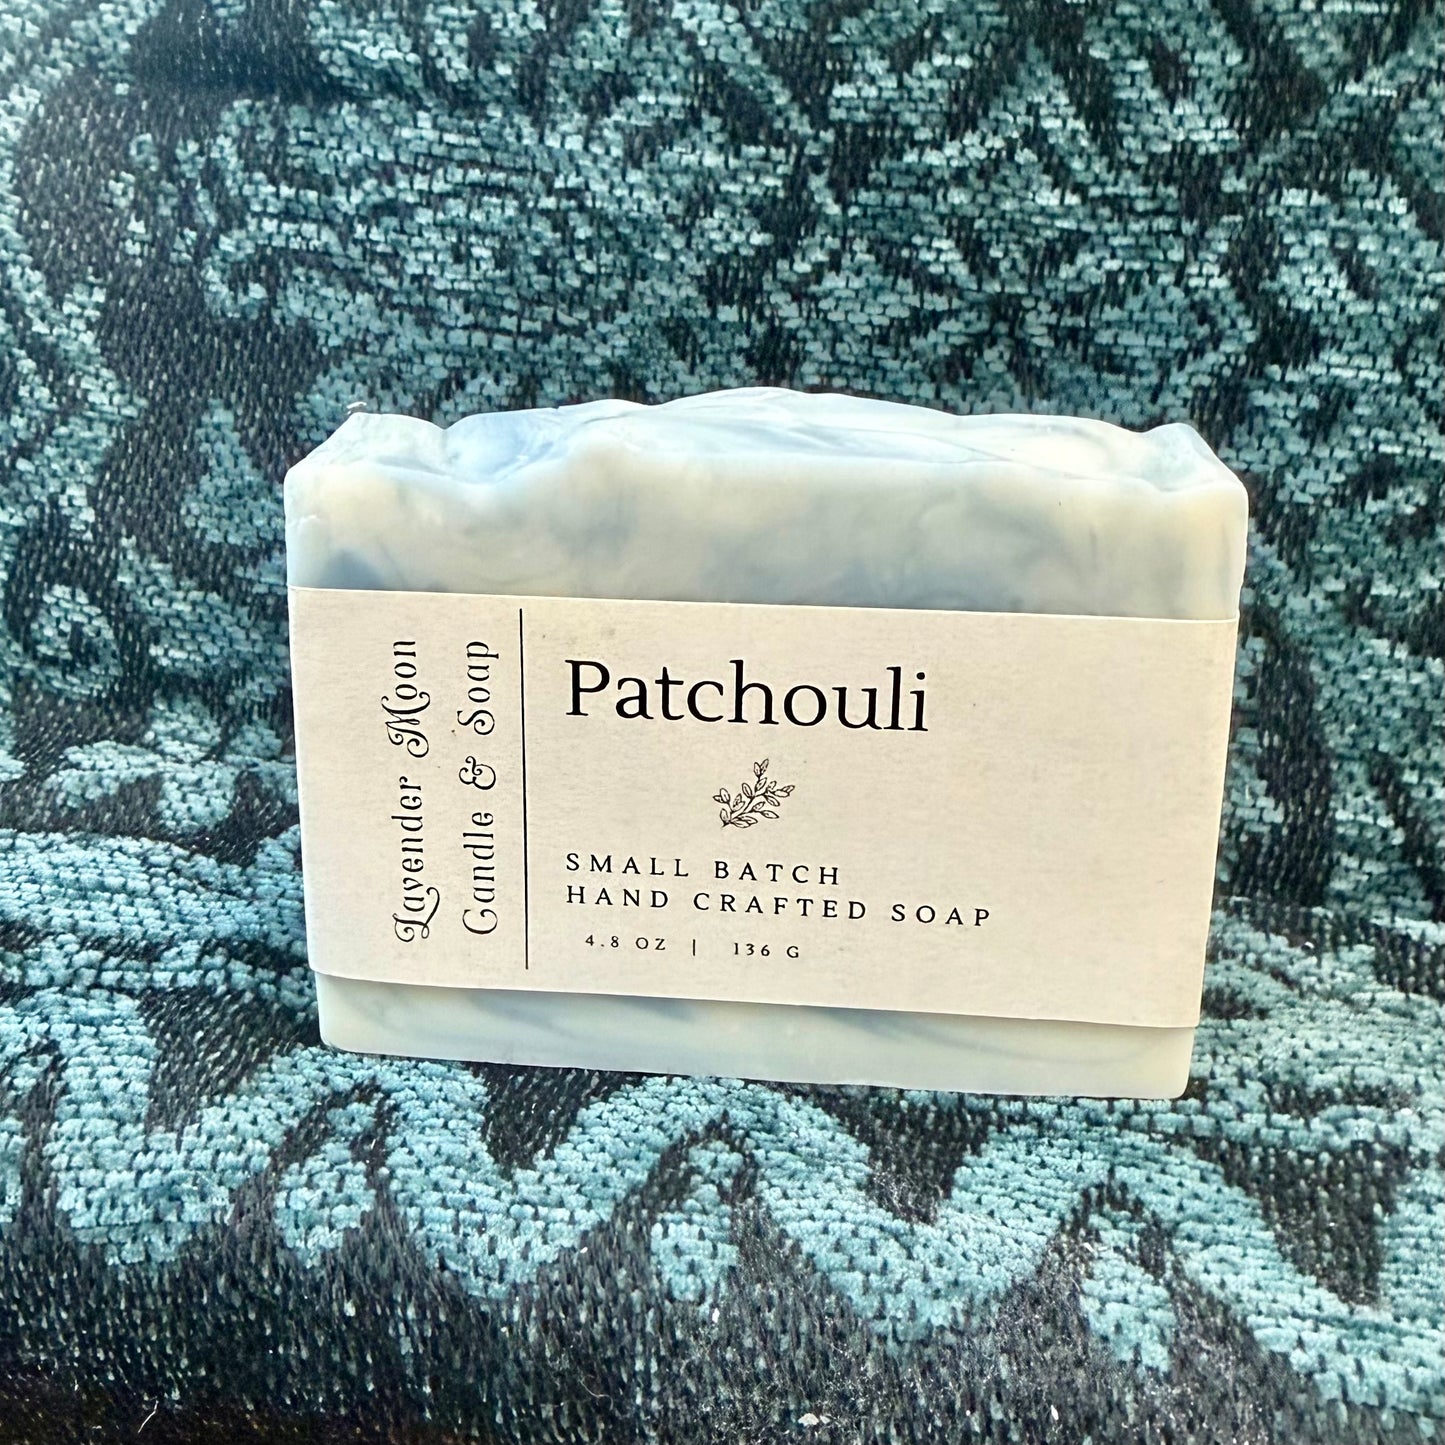 Lavender Moon
Candle & Soap
Patchouli
SMALL BATCH
HAND CRAFTED SOAP
4.8 OZ | 136 G